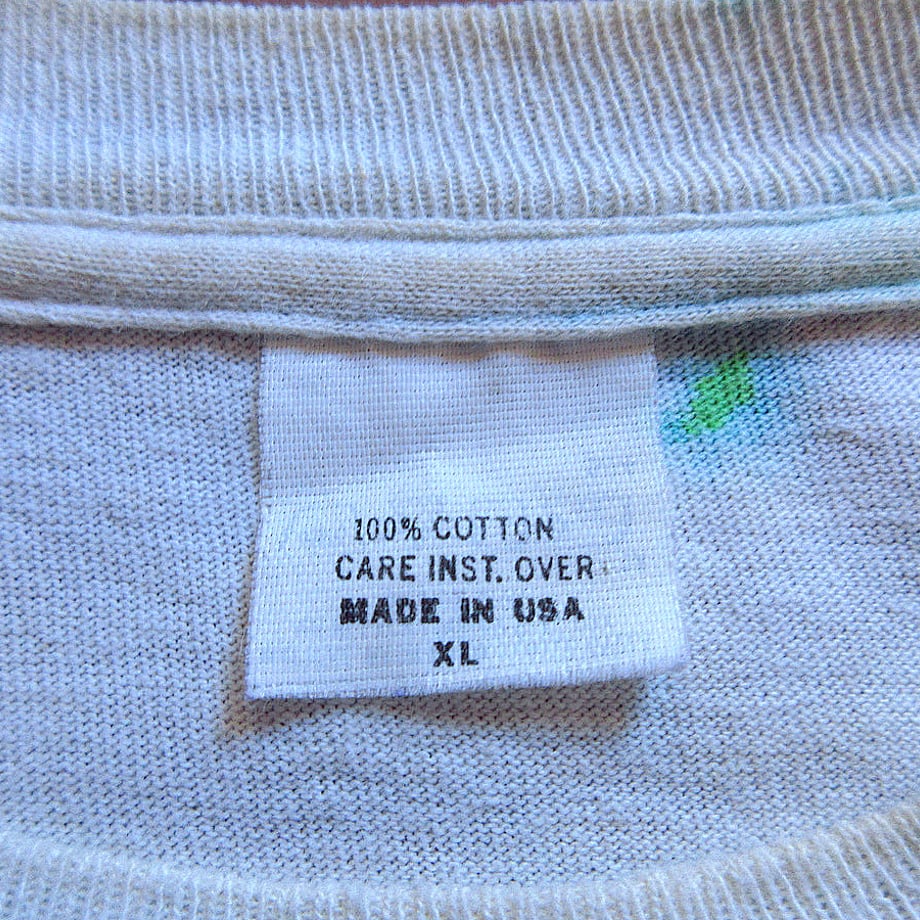 100% COTTON
CARE INST. OVER
MADE IN USA
XL